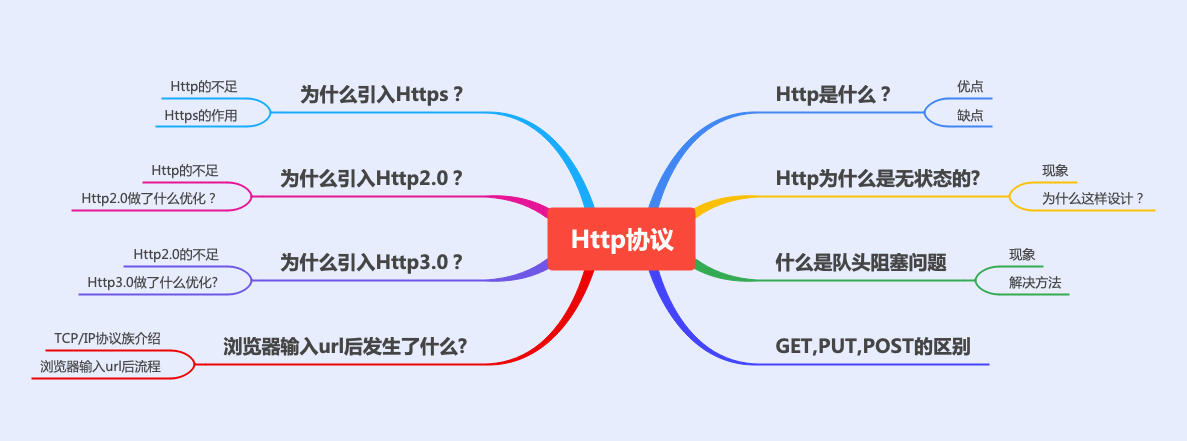 Http协议
Http是什么？
优点
缺点
Http为什么是无状态的?
现象
为什么这样设计？
什么是队头阻塞问题
现象
解决方法
GET,PUT,POST的区别
为什么引入Https？
Http的不足
Https的作用
为什么引入Http2.0？
Http的不足
Http2.0做了什么优化？
为什么引入Http3.0？
Http2.0的不足
Http3.0做了什么优化?
浏览器输入url后发生了什么?
TCP/IP协议族介绍
浏览器输入url后流程